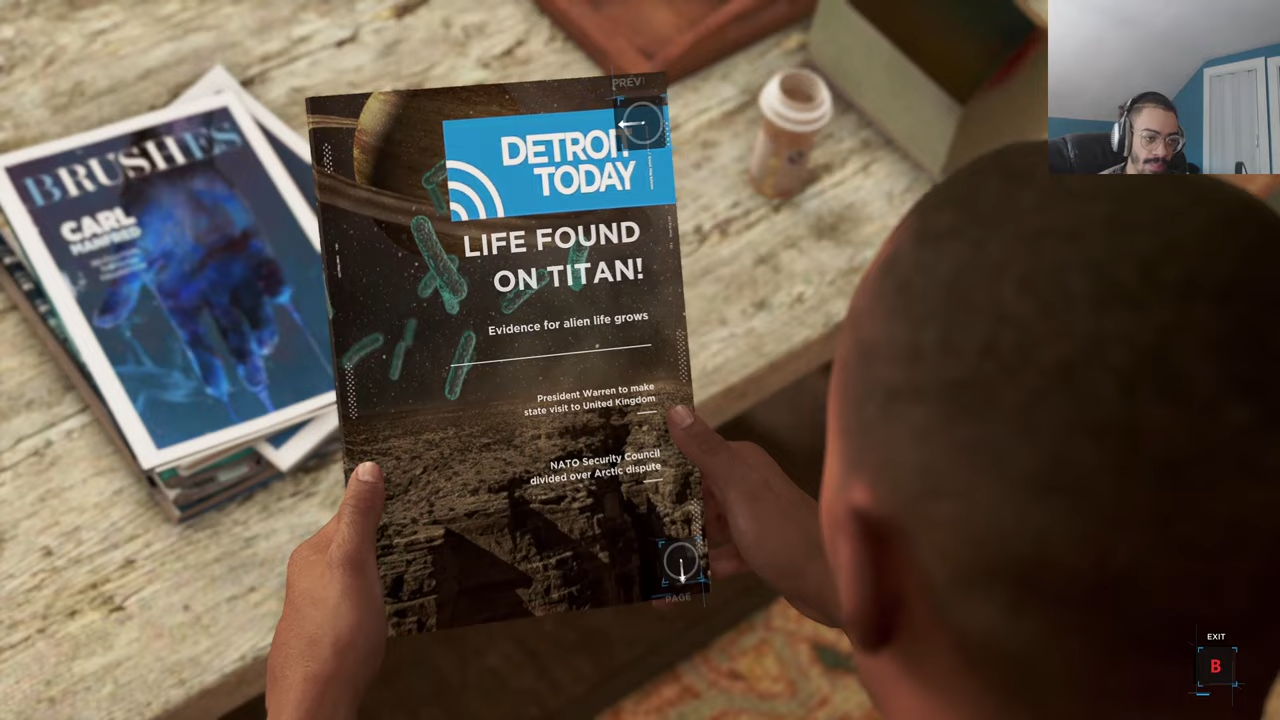 PREV
DETROIT
TODAY
LIFE FOUND
ON TITAN!
Evidence for alien life grows
President Warren to make
state visit to United Kingdom
NATO Security Council
divided over Arctic dispute
PAGE
BRUSHES
CARL
MANFRED
EXIT
B